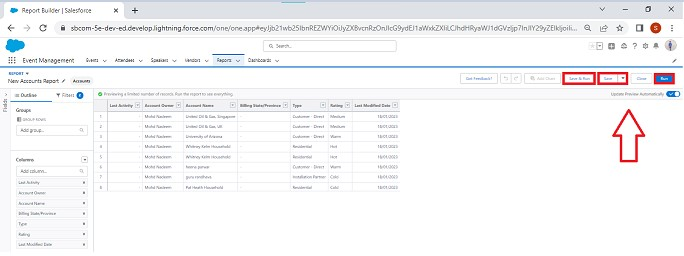 Report Builder | Salesforce
sbcom-5e-dev-ed.develop.lightning.force.com/one/one.app#
Search...
Event Management
Events
Attendees
Speakers
Vendors
Reports
Dashboards
REPORT
New Accounts Report
Accounts
Got Feedback?
Add Chart
Save & Run
Save
Close
Run
Fields
Outline
Filters
Previewing a limited number of records. Run the report to see everything.
Update Preview Automatically
Groups
GROUP ROWS
Add group...
Columns
Add column...
Last Activity
Account Owner
Account Name
Billing State/Province
Type
Rating
Last Modified Date
Last Activity Account Owner Account Name Billing State/Province Type Rating Last Modified Date
1 - Mohd Nadeem United Oil & Gas, Singapore - Customer - Direct Medium 18/01/2023
2 - Mohd Nadeem United Oil & Gas, UK - Customer - Direct Medium 18/01/2023
3 - Mohd Nadeem University of Arizona - Customer - Direct Warm 18/01/2023
4 - Mohd Nadeem Whitney Kelin Household - Residential Hot 18/01/2023
5 - Mohd Nadeem Whitney Kelin Household - Residential Hot 18/01/2023
6 - Mohd Nadeem - Customer - Direct Warm 18/01/2023
7 - Mohd Nadeem guru randhava - Installation Partner Cold 18/01/2023
8 - Mohd Nadeem Pat Health Household - Residential Cold 18/01/2023